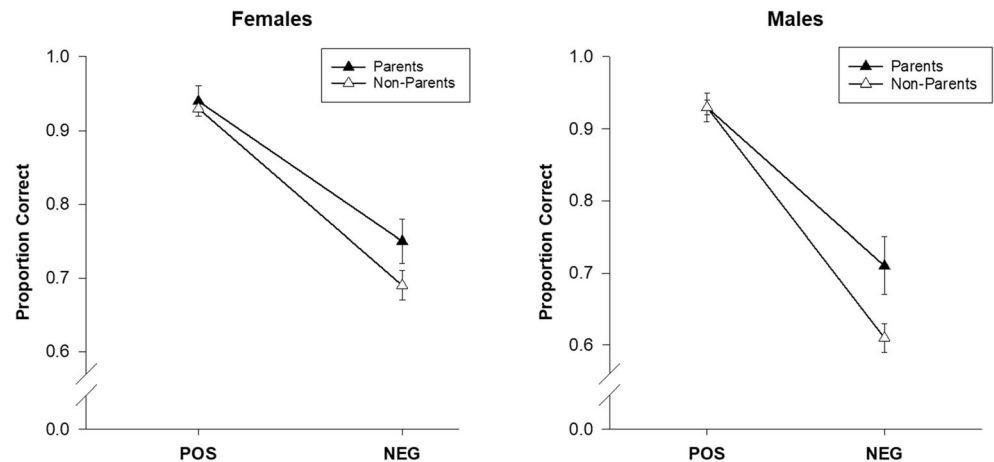 Females
Parents
Non-Parents
Proportion Correct
1.0
0.9
0.8
0.7
0.6
0.0
POS NEG
Males
Parents
Non-Parents
Proportion Correct
1.0
0.9
0.8
0.7
0.6
0.0
POS NEG